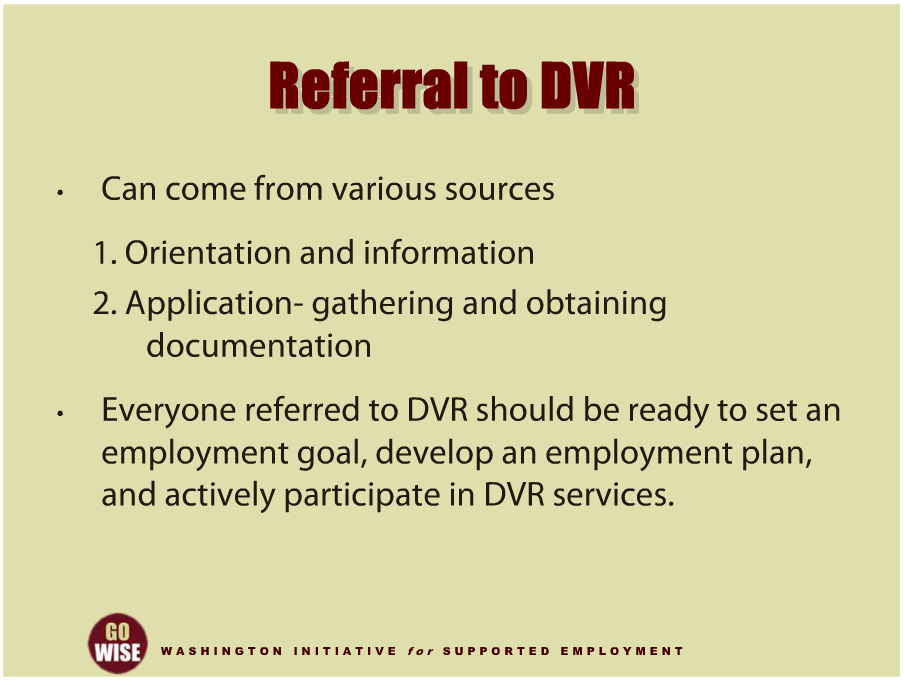 Referral to DVR
• Can come from various sources
1. Orientation and information
2. Application- gathering and obtaining
documentation
• Everyone referred to DVR should be ready to set an
employment goal, develop an employment plan,
and actively participate in DVR services.
GO
WISE
WASHINGTON INITIATIVE for SUPPORTED EMPLOYMENT